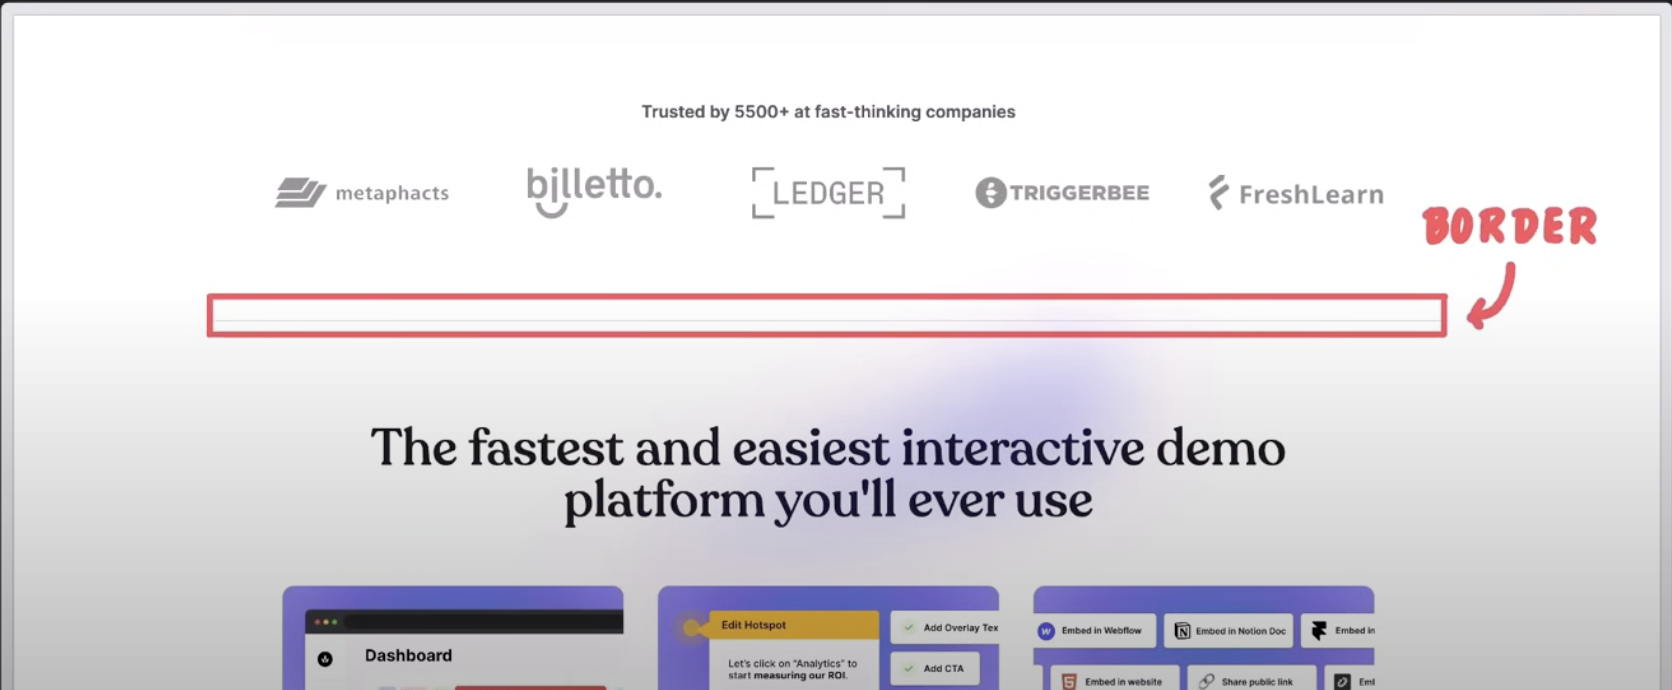 Trusted by 5500+ at fast-thinking companies
metaphacts
billetto.
LEDGER
TRIGGERBEE
FreshLearn
BORDER
The fastest and easiest interactive demo
platform you'll ever use
Dashboard
Edit Hotspot
Let's click on "Analytics" to
start measuring our ROI.
Add Overlay Tex
Add CTA
Embed in Webflow
Embed in Notion Doc
Embed in
Embed in website
Share public link
Eml